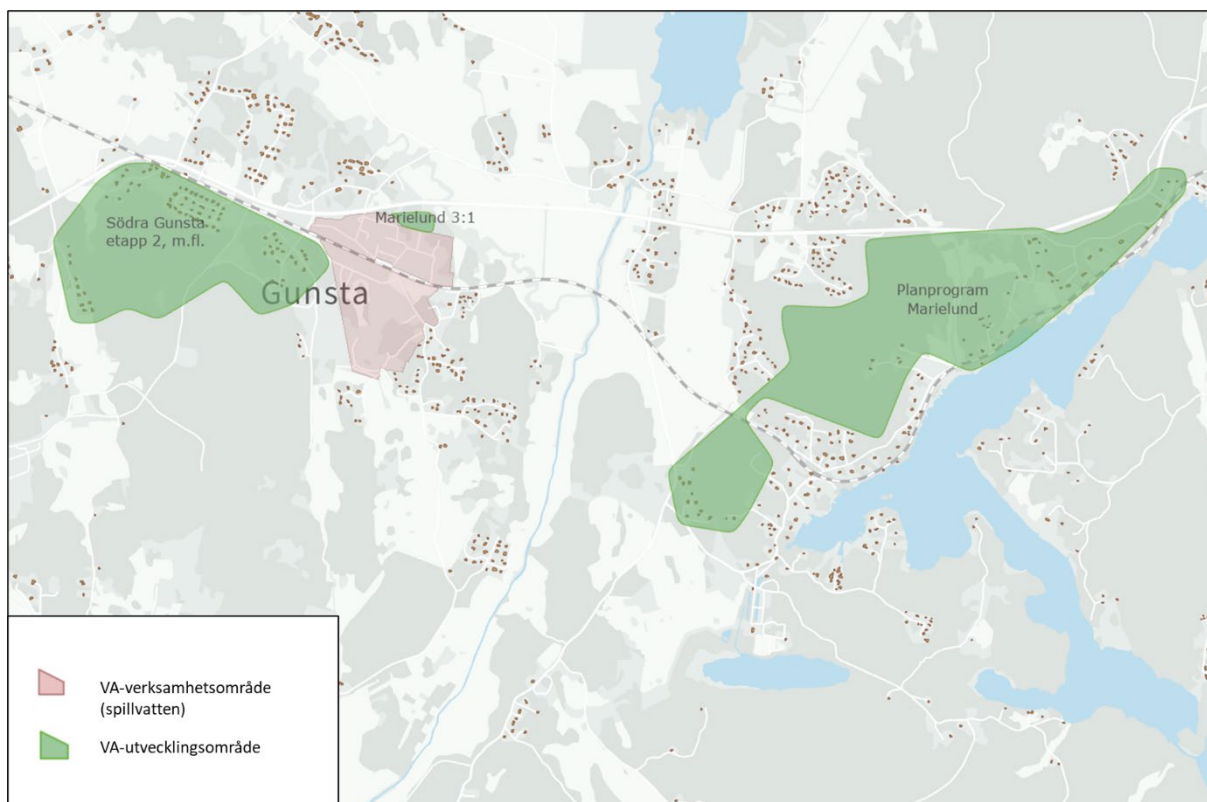 Södra Gunsta
etapp 2, m.fl.
Marielund 3:1
Gunsta
Planprogram
Marielund
VA-verksamhetsområde
(spillvatten)
VA-utvecklingsområde